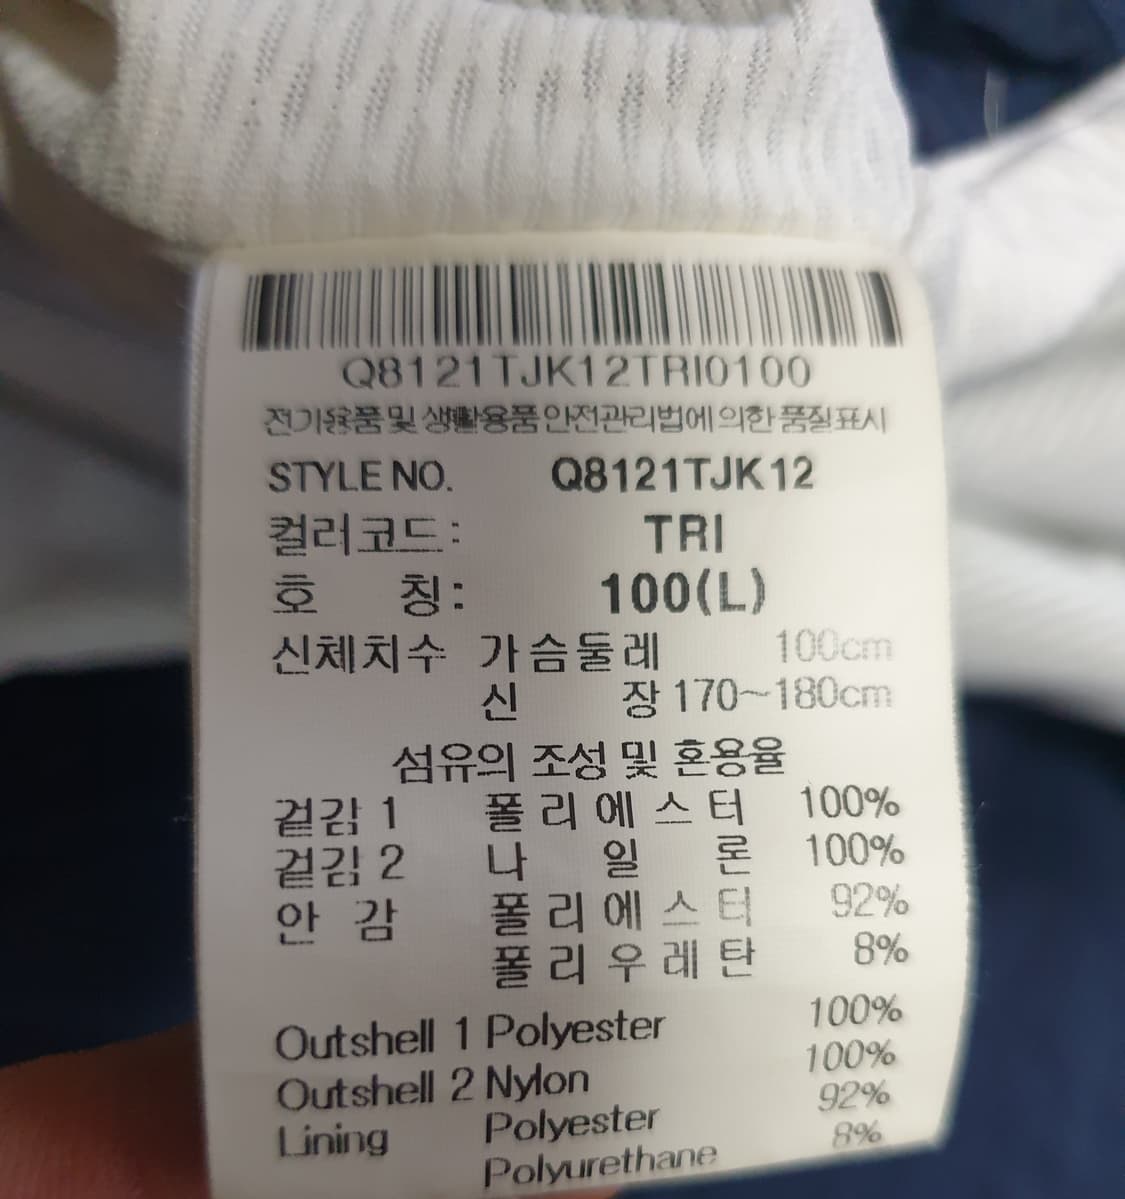 Q8121TJK12TRI0100
전기용품 및 생활용품 안전관리법에 의한 품질표시
STYLE NO. Q8121TJK12
컬러코드 : TRI
호 칭 : 100(L)
신체치수 가슴둘레 100cm
신 장 170~180cm
섬유의 조성 및 혼용율
겉감 1 폴리에스터 100%
겉감 2 나 일 론 100%
안 감 폴리에스터 92%
폴리우레탄 8%
Outshell 1 Polyester 100%
Outshell 2 Nylon 100%
Lining Polyester 92%
Polyurethane 8%